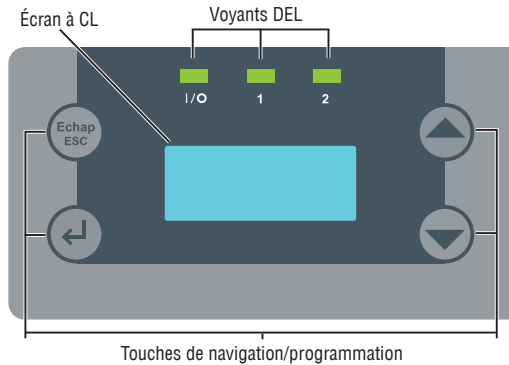 Écran à CL
Voyants DEL
I/O
1
2
Echap
ESC
Touches de navigation/programmation